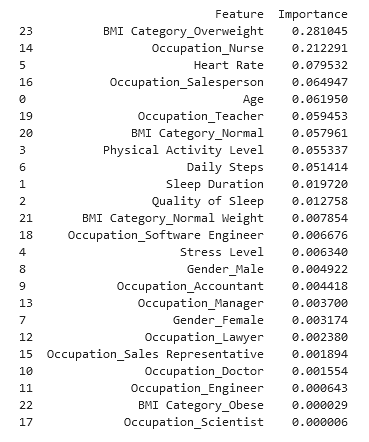 Feature Importance
23 BMI Category_Overweight 0.281045
14 Occupation_Nurse 0.212291
5 Heart Rate 0.079532
16 Occupation_Salesperson 0.064947
0 Age 0.061950
19 Occupation_Teacher 0.059453
20 BMI Category_Normal 0.057961
3 Physical Activity Level 0.055337
6 Daily Steps 0.051414
1 Sleep Duration 0.019720
2 Quality of Sleep 0.012758
21 BMI Category_Normal Weight 0.007854
18 Occupation_Software Engineer 0.006676
4 Stress Level 0.006340
8 Gender_Male 0.004922
9 Occupation_Accountant 0.004418
13 Occupation_Manager 0.003700
7 Gender_Female 0.003174
12 Occupation_Lawyer 0.002380
15 Occupation_Sales Representative 0.001894
10 Occupation_Doctor 0.001554
11 Occupation_Engineer 0.000643
22 BMI Category_Obese 0.000029
17 Occupation_Scientist 0.000006